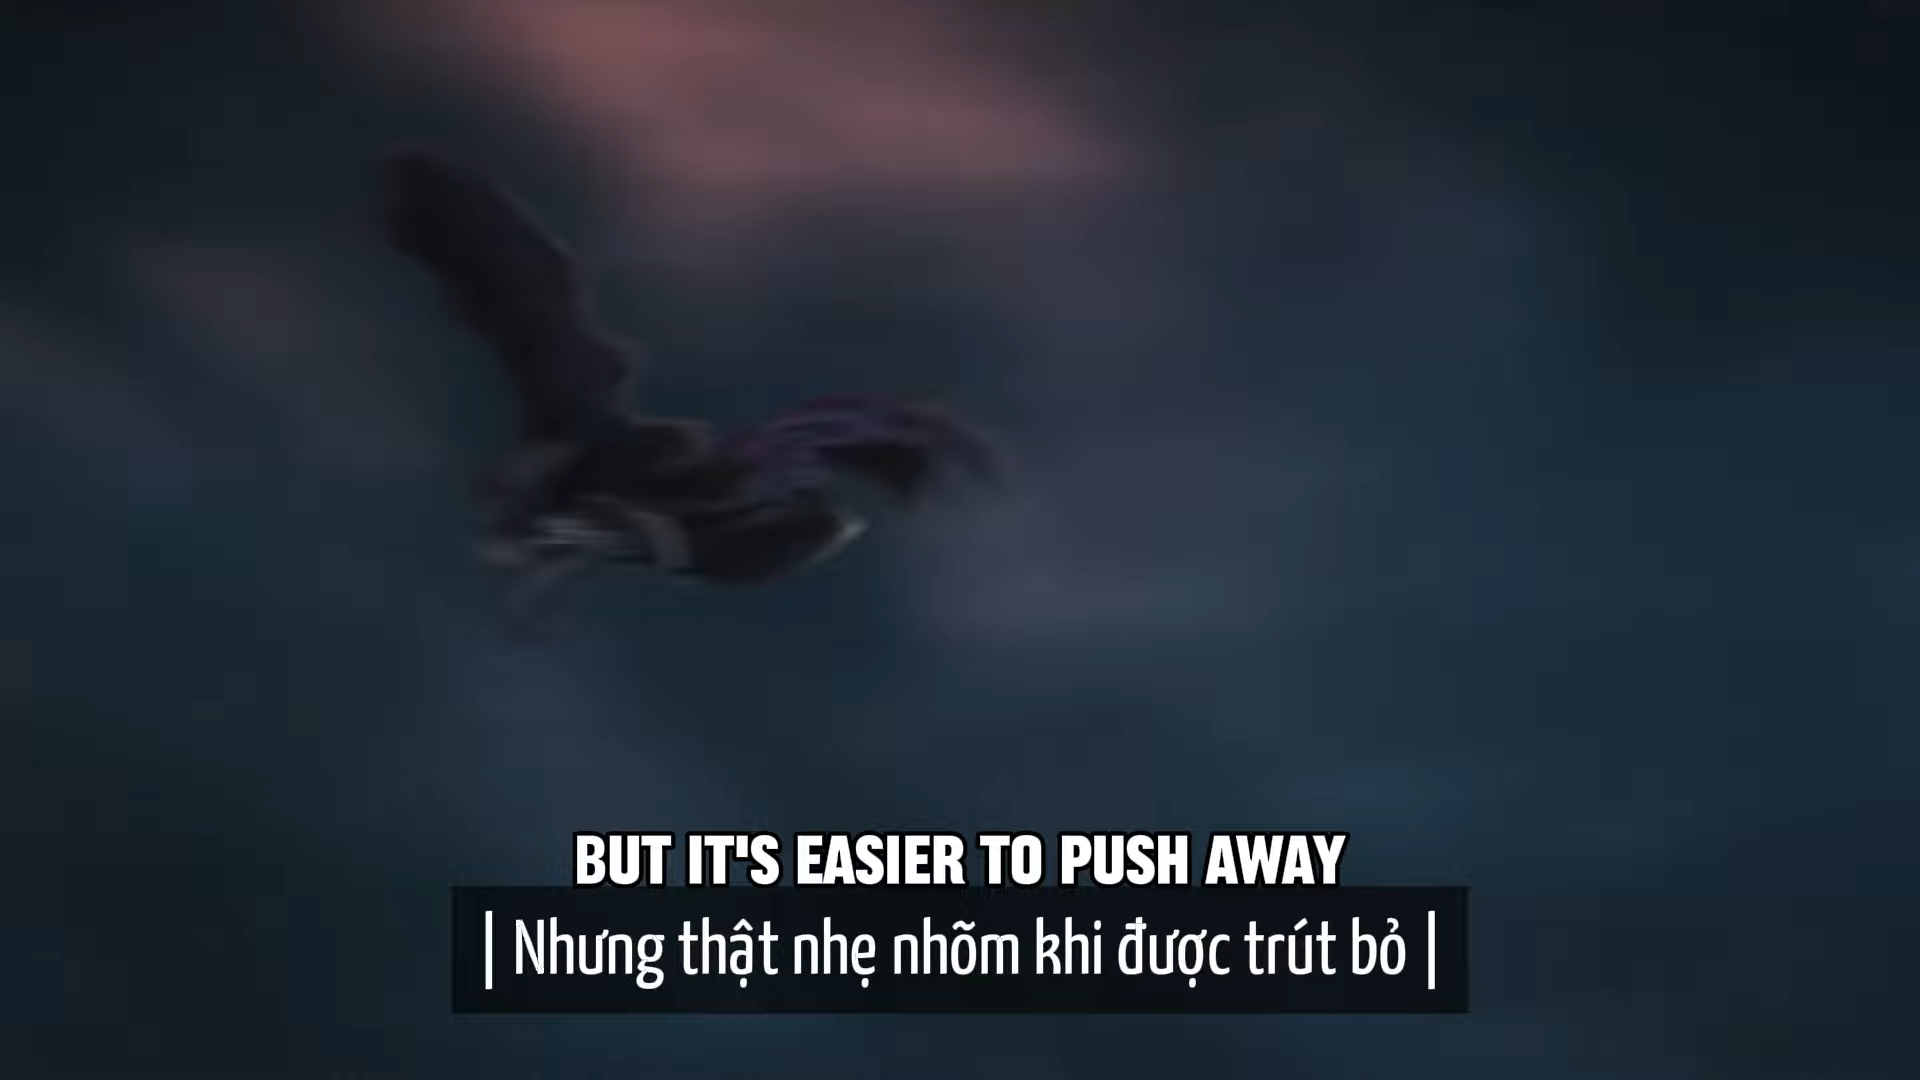 BUT IT'S EASIER TO PUSH AWAY
| Nhưng thật nhẹ nhõm khi được trút bỏ |